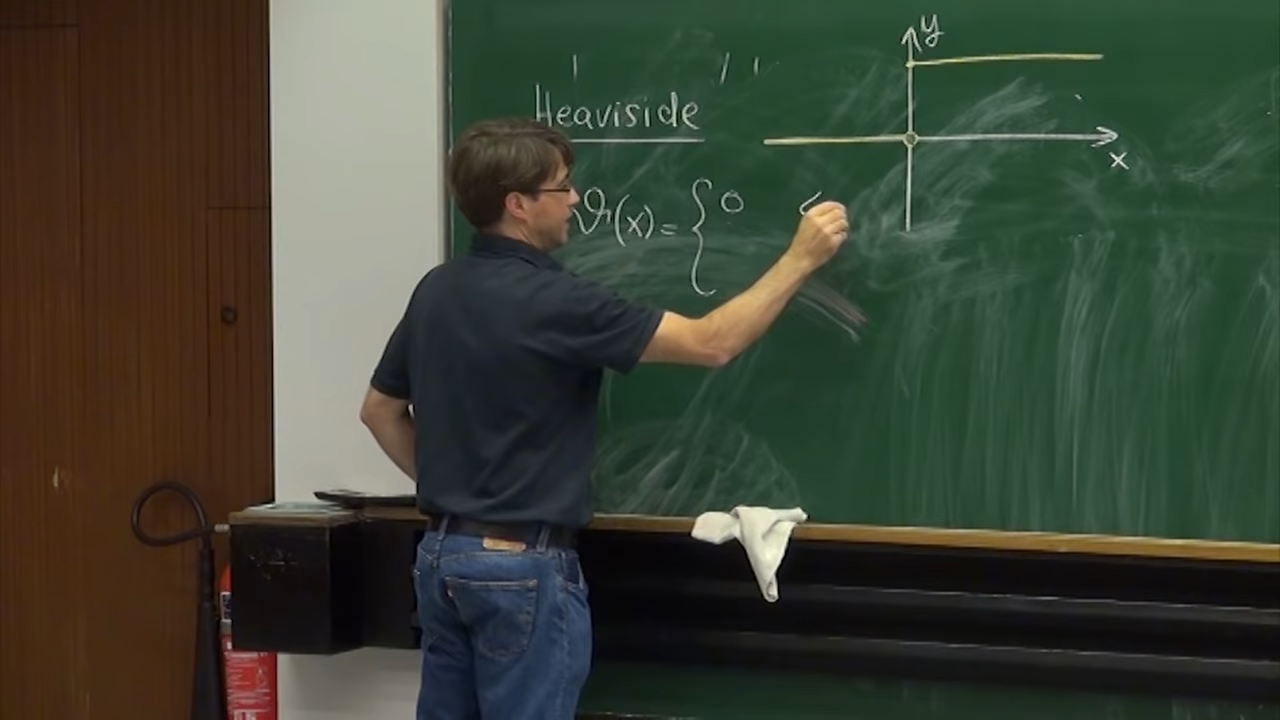 y
Heaviside
x
ϑ(x)= { 0